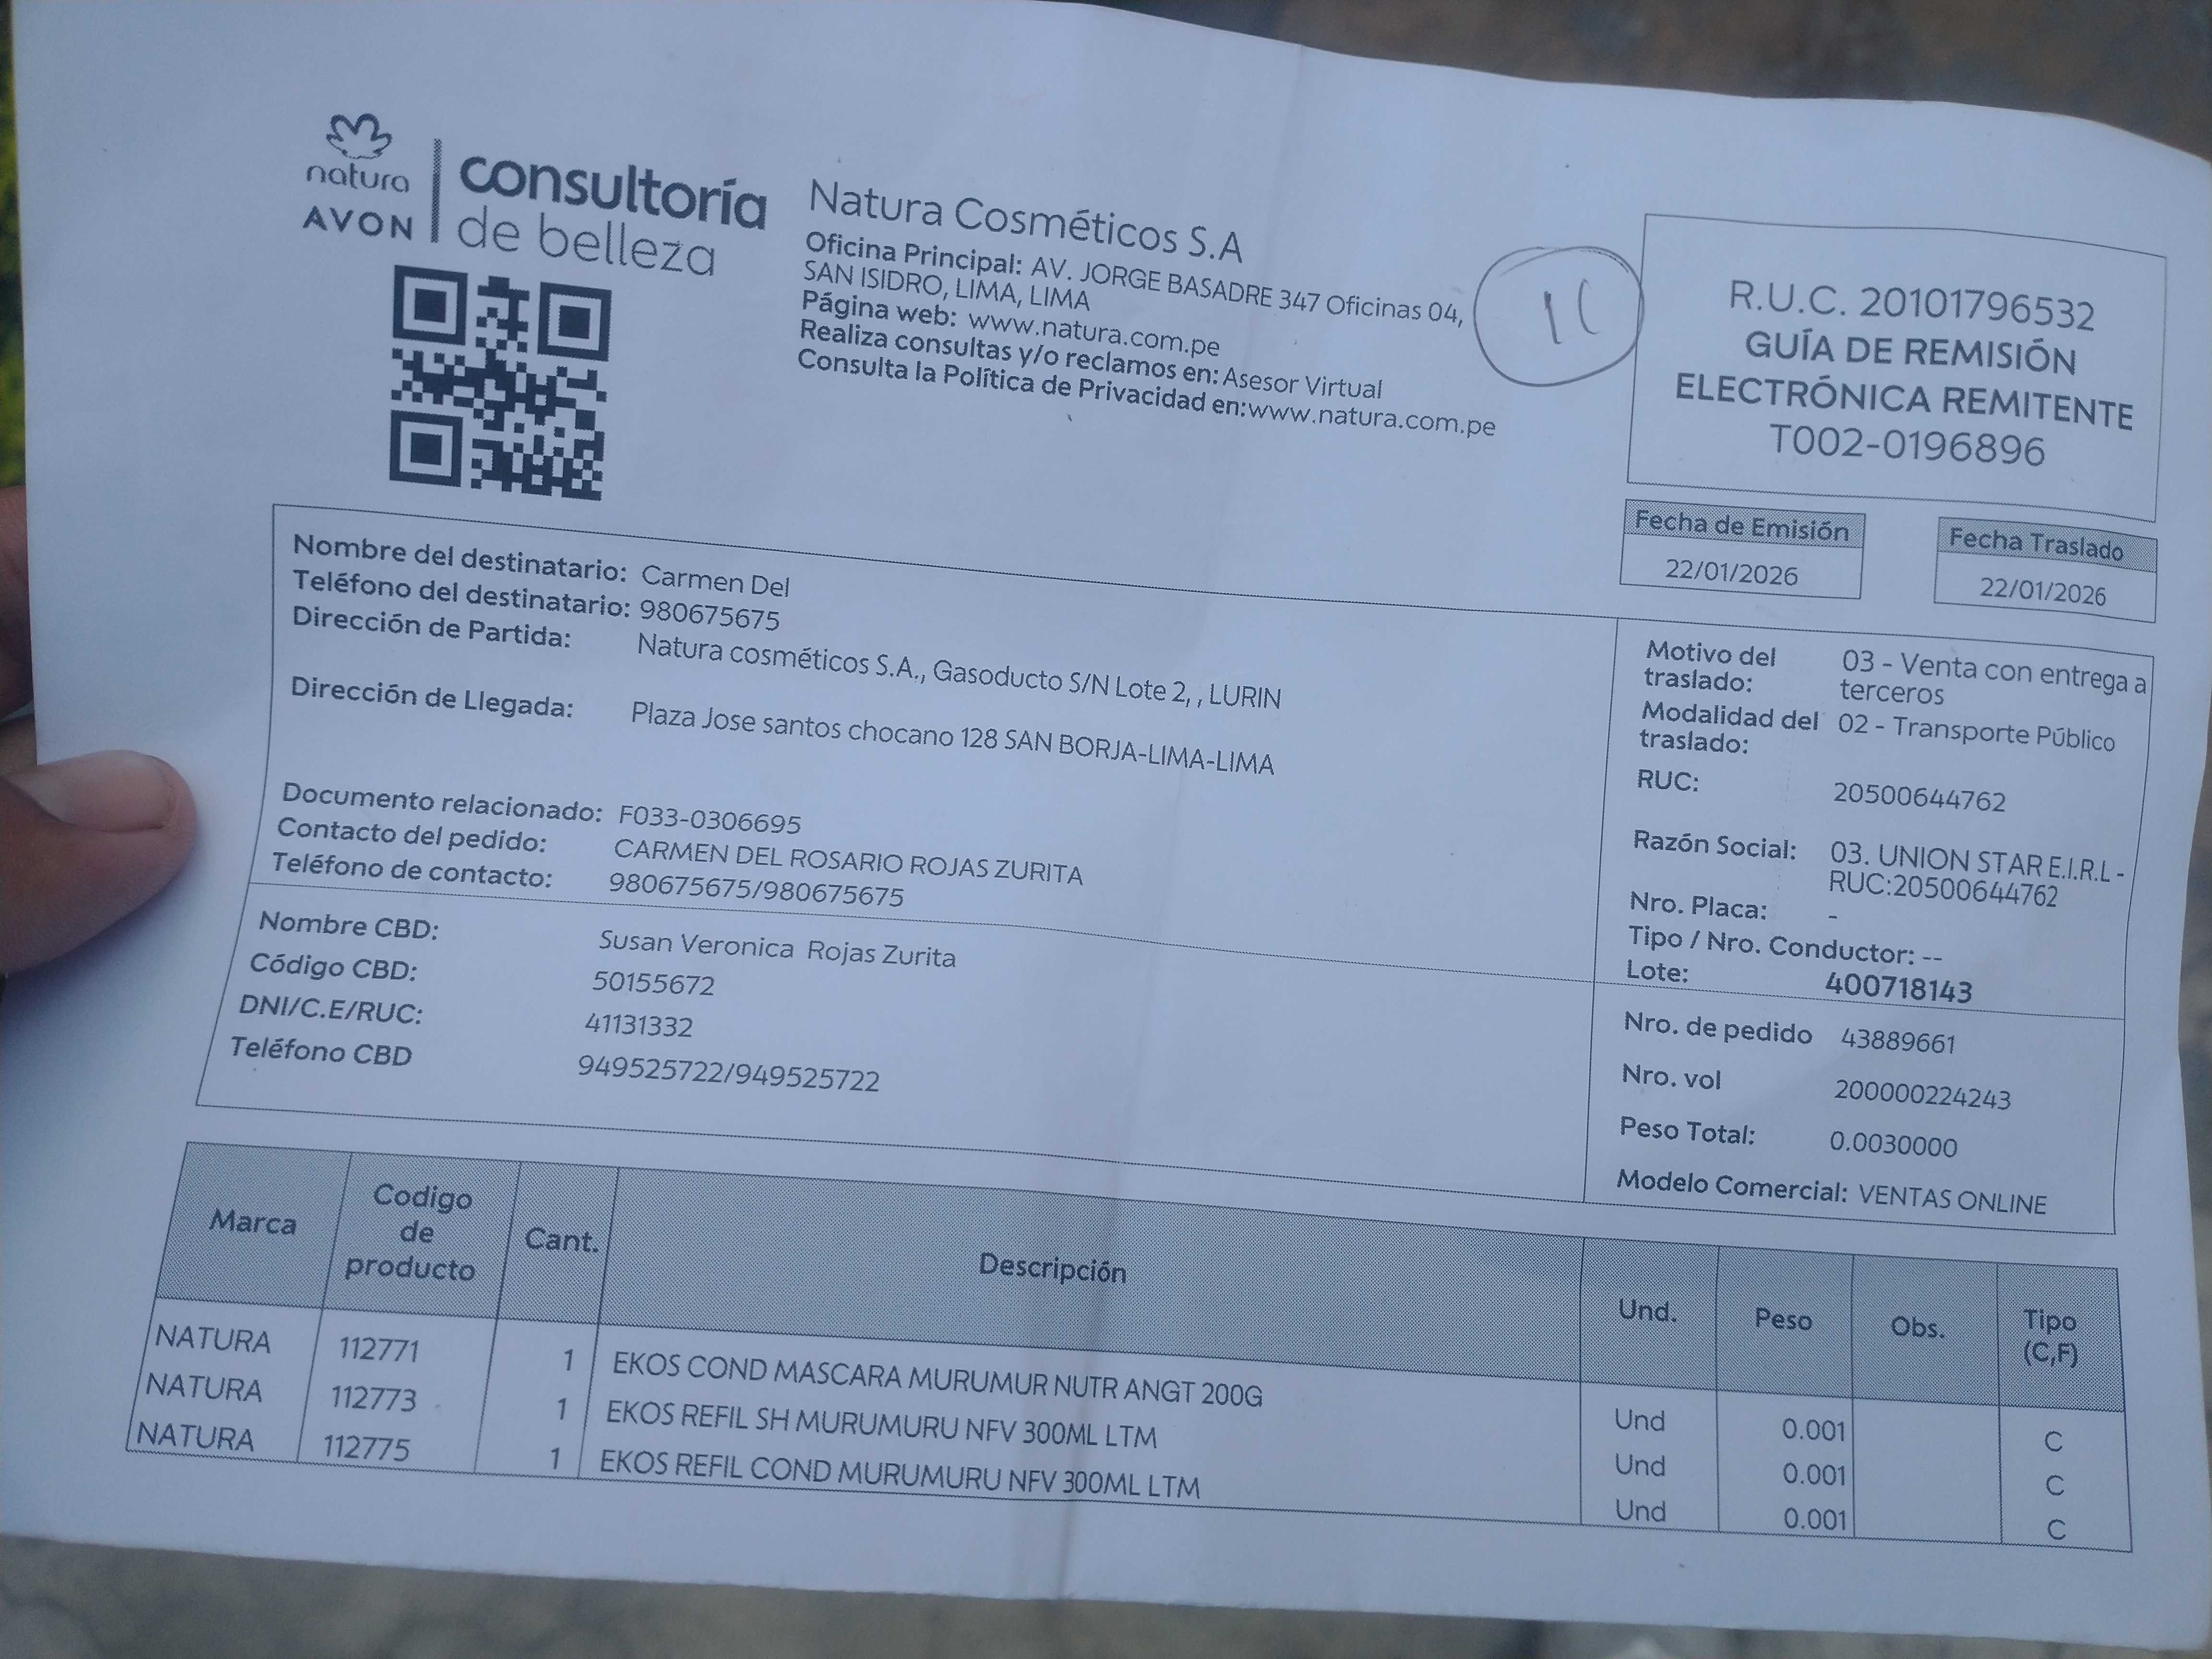 natura
AVON
consultoría
de belleza
Natura Cosméticos S.A
Oficina Principal: AV. JORGE BASADRE 347 Oficinas 04,
SAN ISIDRO, LIMA, LIMA
Página web: www.natura.com.pe
Realiza consultas y/o reclamos en: Asesor Virtual
Consulta la Política de Privacidad en:www.natura.com.pe
11
R.U.C. 20101796532
GUÍA DE REMISIÓN
ELECTRÓNICA REMITENTE
T002-0196896
Fecha de Emisión
22/01/2026
Fecha Traslado
22/01/2026
Nombre del destinatario: Carmen Del
Teléfono del destinatario: 980675675
Dirección de Partida: Natura cosméticos S.A., Gasoducto S/N Lote 2, , LURIN
Dirección de Llegada: Plaza Jose santos chocano 128 SAN BORJA-LIMA-LIMA
Documento relacionado: F033-0306695
Contacto del pedido: CARMEN DEL ROSARIO ROJAS ZURITA
Teléfono de contacto: 980675675/980675675
Nombre CBD: Susan Veronica Rojas Zurita
Código CBD: 50155672
DNI/C.E/RUC: 41131332
Teléfono CBD 949525722/949525722
Motivo del traslado: 03 - Venta con entrega a terceros
Modalidad del traslado: 02 - Transporte Público
RUC: 20500644762
Razón Social: 03. UNION STAR E.I.R.L -
RUC:20500644762
Nro. Placa: -
Tipo / Nro. Conductor: --
Lote: 400718143
Nro. de pedido 43889661
Nro. vol 200000224243
Peso Total: 0.0030000
Modelo Comercial: VENTAS ONLINE
Marca Codigo de producto Cant. Descripción Und. Peso Obs. Tipo (C,F)
NATURA 112771 1 EKOS COND MASCARA MURUMUR NUTR ANGT 200G Und 0.001 C
NATURA 112773 1 EKOS REFIL SH MURUMURU NFV 300ML LTM Und 0.001 C
NATURA 112775 1 EKOS REFIL COND MURUMURU NFV 300ML LTM Und 0.001 C